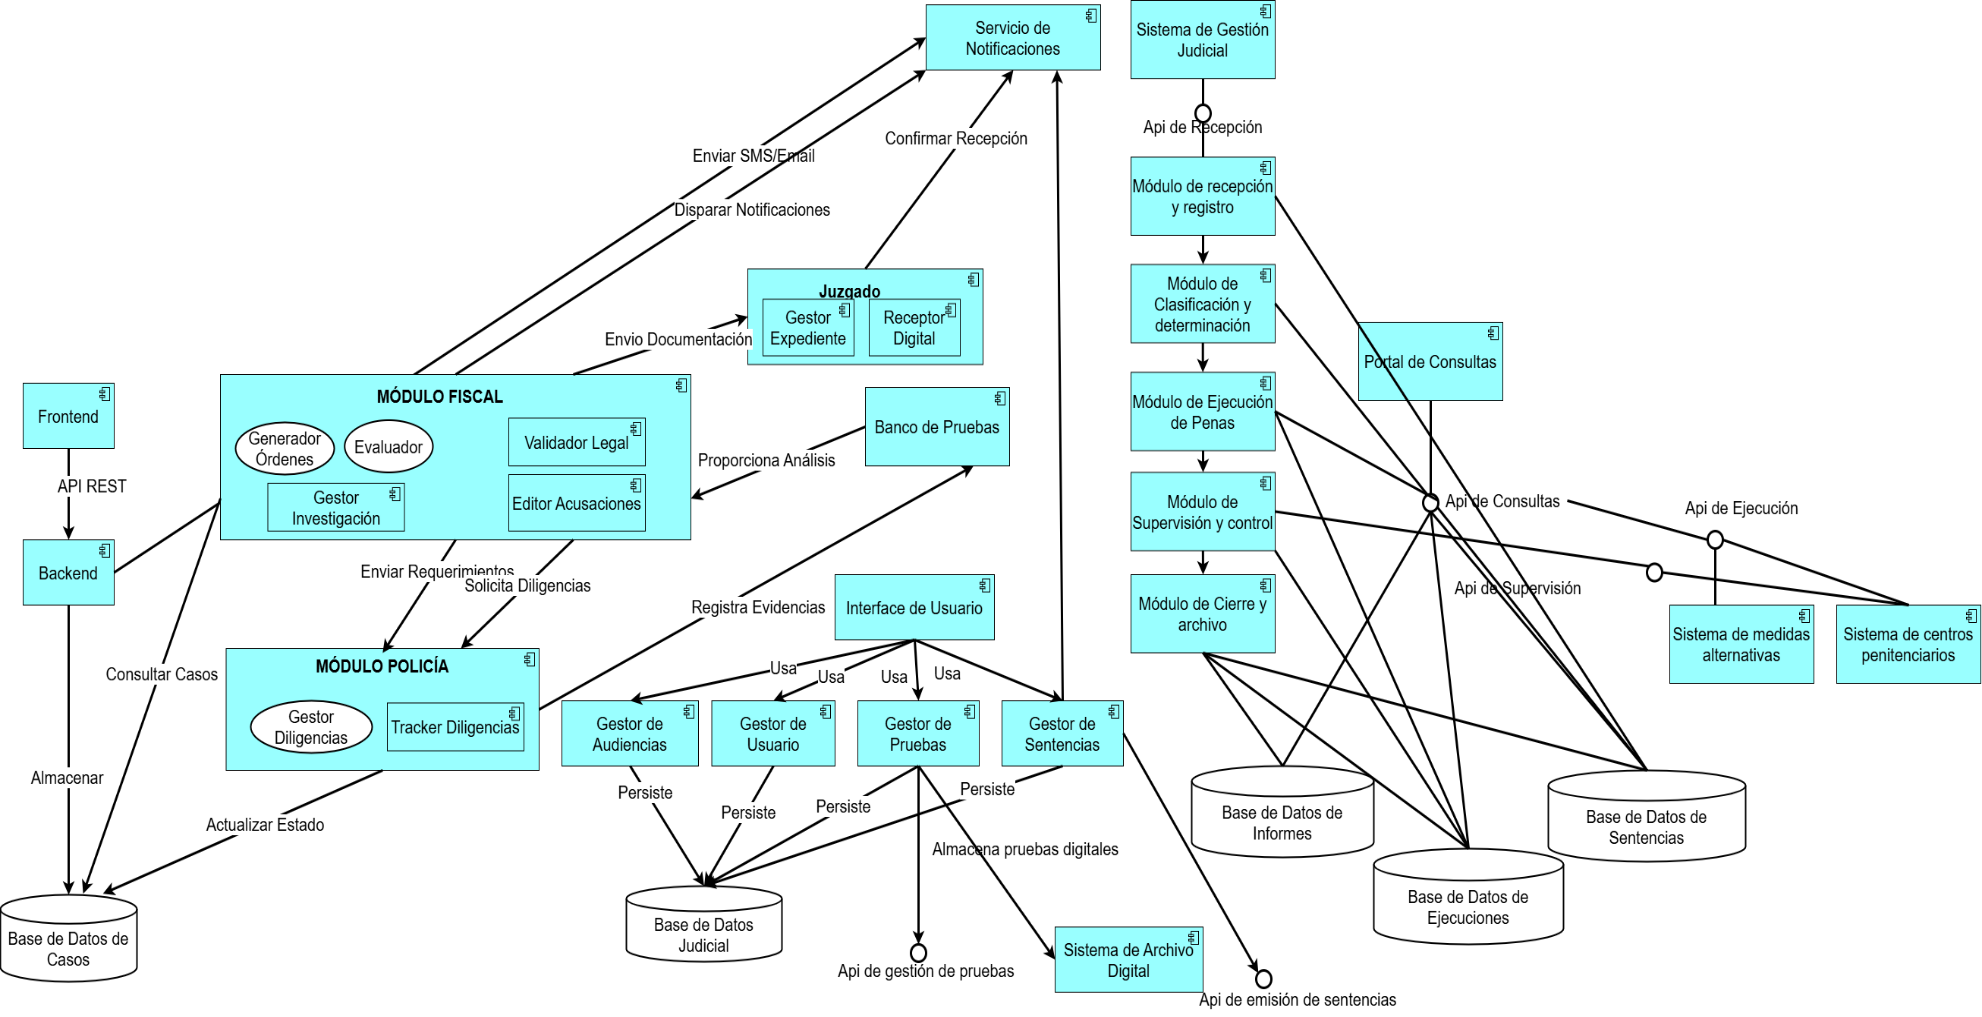 Servicio de
Notificaciones
Sistema de Gestión
Judicial
Api de Recepción
Confirmar Recepción
Enviar SMS/Email
Disparar Notificaciones
Módulo de recepción
y registro
Juzgado
Gestor
Expediente
Receptor
Digital
Módulo de
Clasificación y
determinación
Envio Documentación
Portal de Consultas
MÓDULO FISCAL
Generador
Órdenes
Evaluador
Validador Legal
Gestor
Investigación
Editor Acusaciones
Frontend
API REST
Backend
Banco de Pruebas
Proporciona Análisis
Módulo de Ejecución
de Penas
Módulo de
Supervisión y control
Api de Consultas
Api de Ejecución
Api de Supervisión
Enviar Requerimientos
Solicita Diligencias
Registra Evidencias
Interface de Usuario
Módulo de Cierre y
archivo
Sistema de medidas
alternativas
Sistema de centros
penitenciarios
Consultar Casos
MÓDULO POLICÍA
Gestor
Diligencias
Tracker Diligencias
Usa
Usa
Usa
Usa
Gestor de
Audiencias
Gestor de
Usuario
Gestor de
Pruebas
Gestor de
Sentencias
Almacenar
Actualizar Estado
Persiste
Persiste
Persiste
Persiste
Almacena pruebas digitales
Base de Datos de
Informes
Base de Datos de
Sentencias
Base de Datos de
Ejecuciones
Base de Datos de
Casos
Base de Datos
Judicial
Api de gestión de pruebas
Sistema de Archivo
Digital
Api de emisión de sentencias